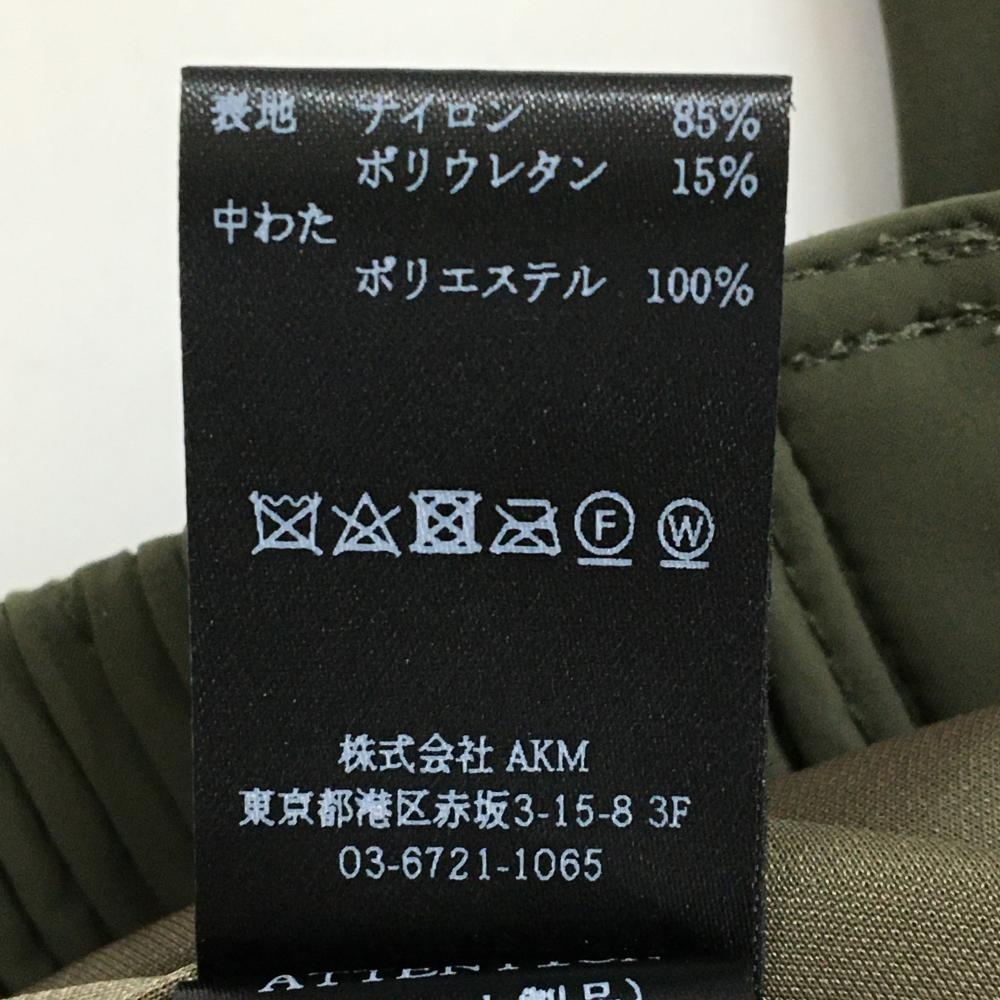 表地 ナイロン 85%
ポリウレタン 15%
中わた
ポリエステル 100%
F W
株式会社 AKM
東京都港区赤坂3-15-8 3F
03-6721-1065
ATTENTION